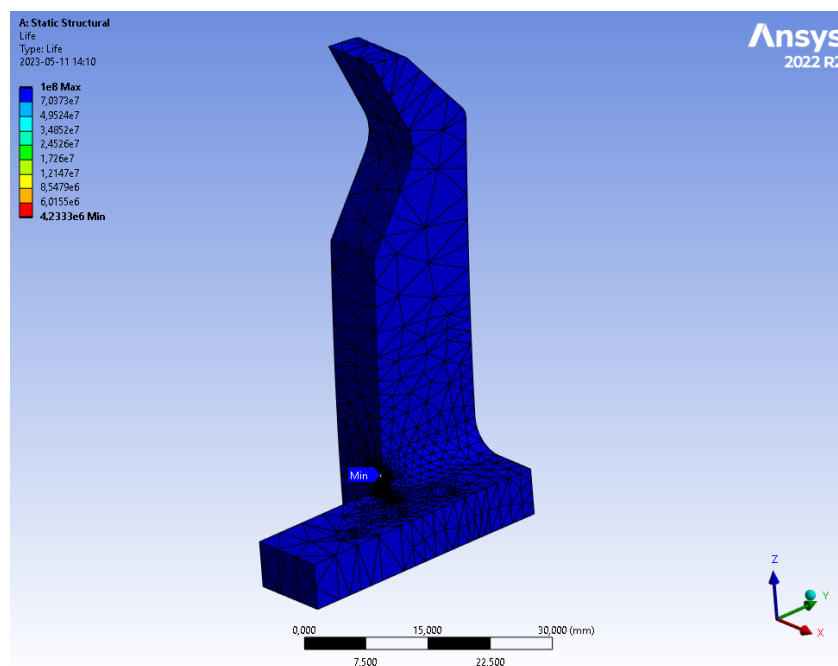 A: Static Structural
Life
Type: Life
2023-05-11 14:10
Ansys
2022 R2
1e8 Max
7,0373e7
4,9524e7
3,4852e7
2,4526e7
1,726e7
1,2147e7
8,5479e6
6,0155e6
4,2333e6 Min
Min
Z
Y
X
0,000 15,000 30,000 (mm)
7,500 22,500